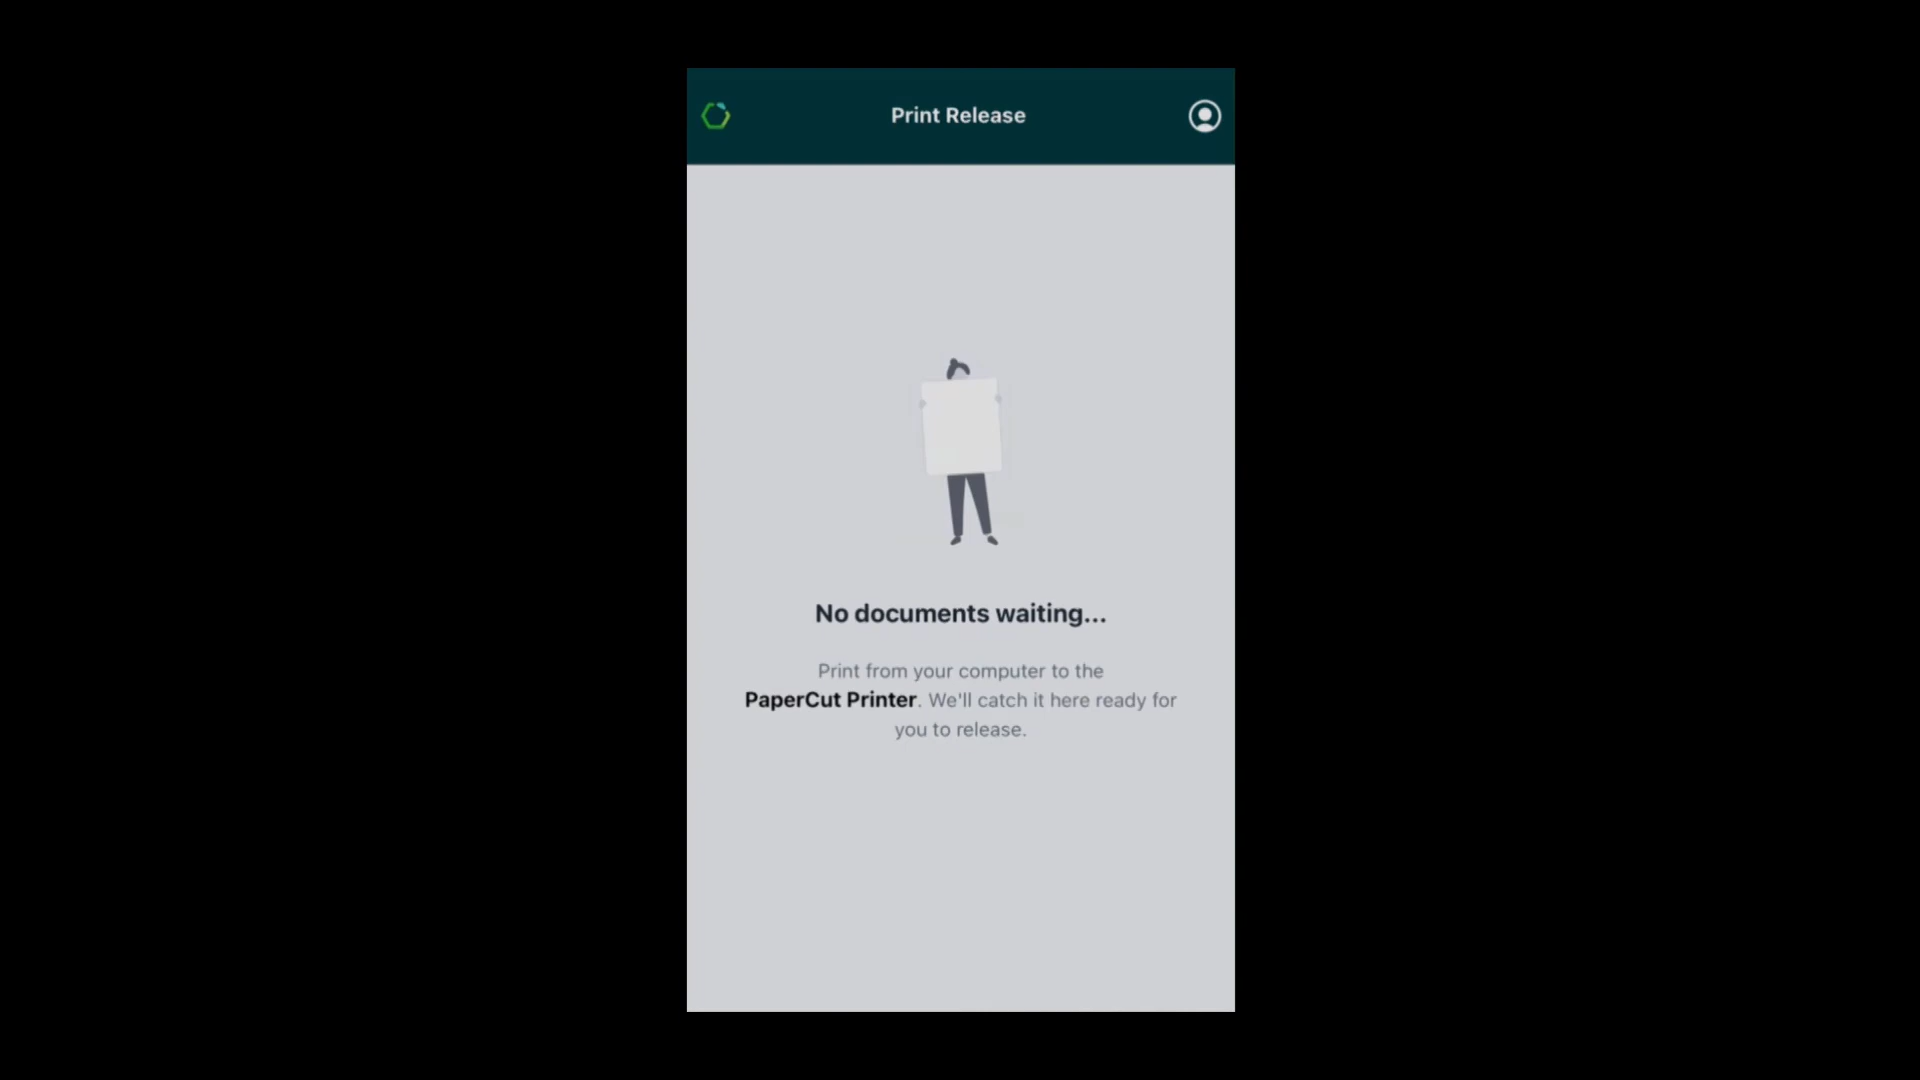 Print Release
No documents waiting...
Print from your computer to the
PaperCut Printer. We'll catch it here ready for
you to release.